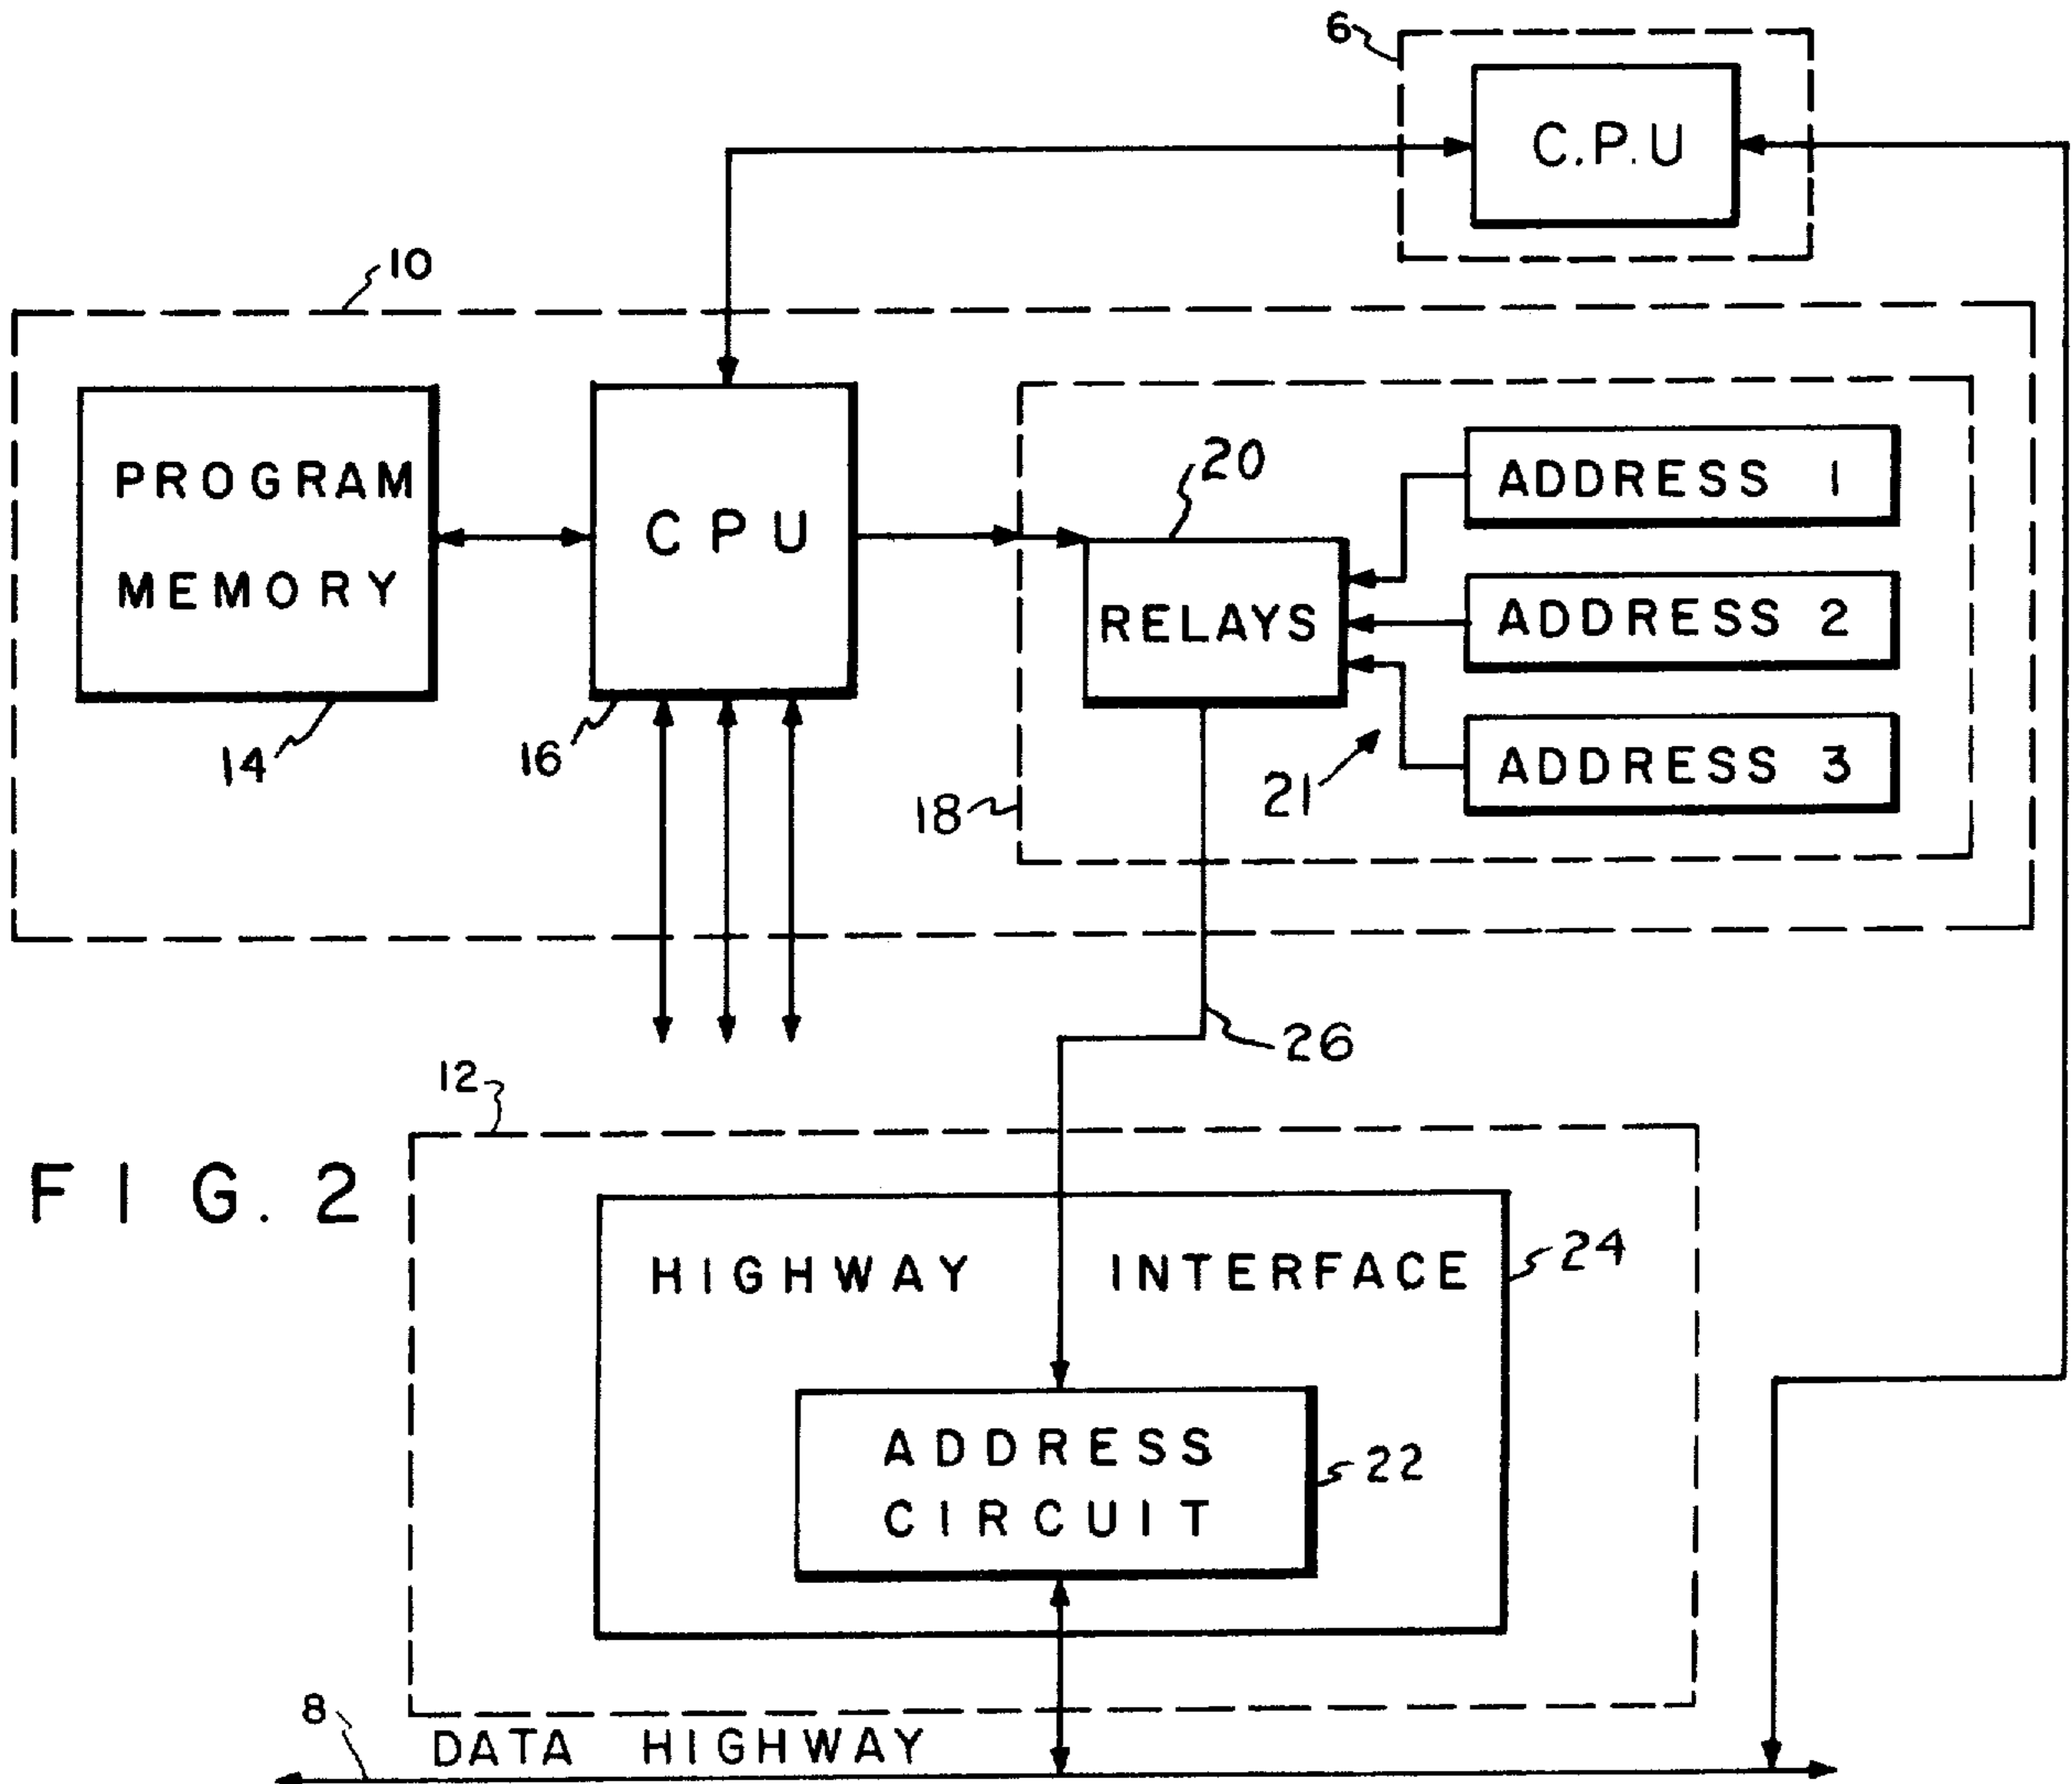 6
C.P.U
10
PROGRAM
MEMORY
14
CPU
16
18
20
RELAYS
21
ADDRESS 1
ADDRESS 2
ADDRESS 3
26
12
FIG. 2
HIGHWAY INTERFACE
24
ADDRESS
CIRCUIT
22
8
DATA HIGHWAY